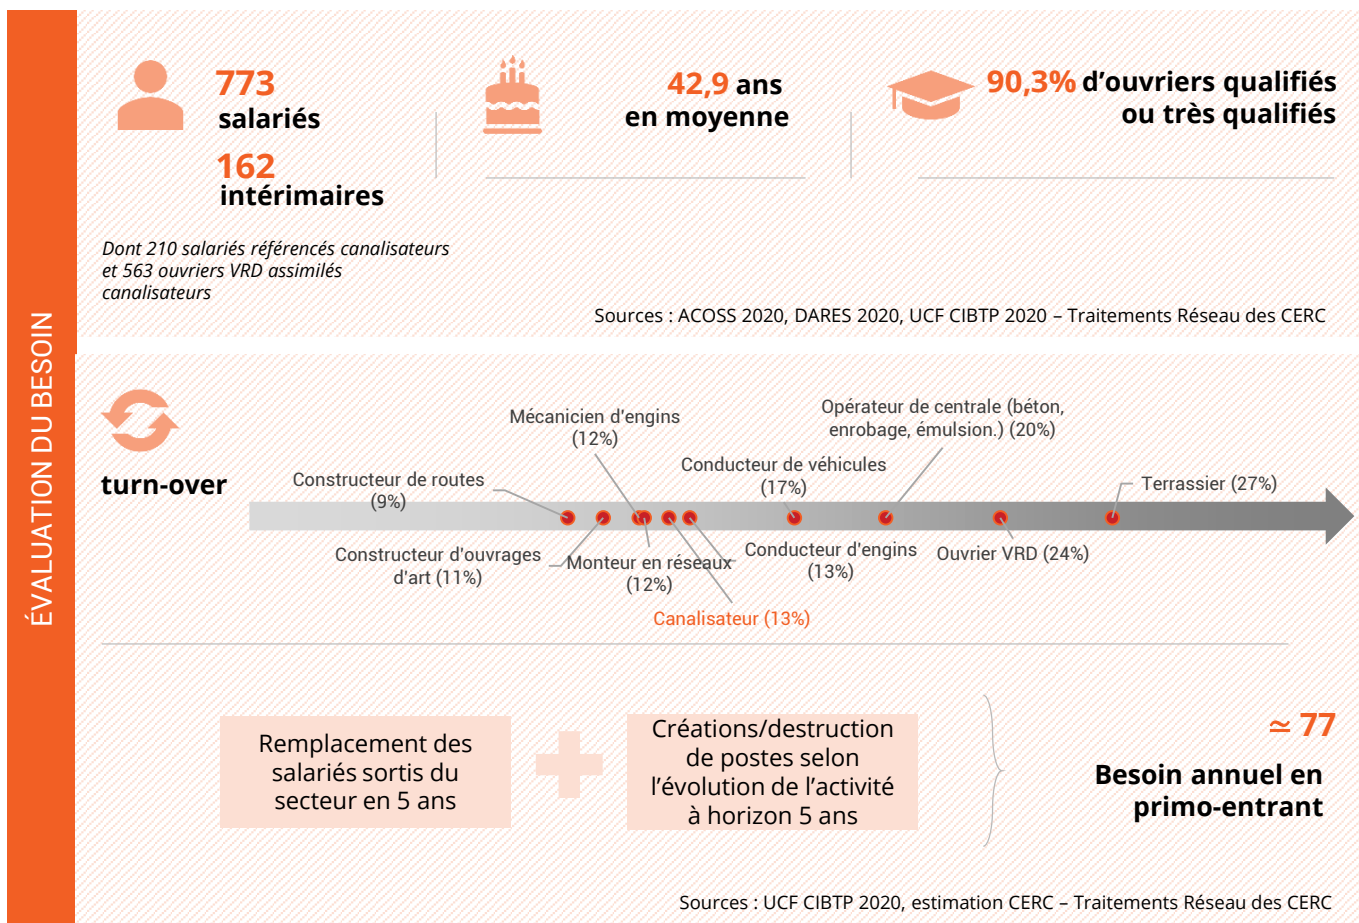 ÉVALUATION DU BESOIN
773
salariés
162
intérimaires
Dont 210 salariés référencés canalisateurs
et 563 ouvriers VRD assimilés
canalisateurs
42,9 ans
en moyenne
90,3% d'ouvriers qualifiés
ou très qualifiés
Sources : ACOSS 2020, DARES 2020, UCF CIBTP 2020 – Traitements Réseau des CERC
turn-over
Constructeur de routes
(9%)
Constructeur d'ouvrages
d'art (11%)
Mécanicien d'engins
(12%)
Monteur en réseaux
(12%)
Canalisateur (13%)
Conducteur d'engins
(13%)
Conducteur de véhicules
(17%)
Opérateur de centrale (béton,
enrobage, émulsion.) (20%)
Ouvrier VRD (24%)
Terrassier (27%)
Remplacement des
salariés sortis du
secteur en 5 ans
Créations/destruction
de postes selon
l'évolution de l'activité
à horizon 5 ans
≃ 77
Besoin annuel en
primo-entrant
Sources : UCF CIBTP 2020, estimation CERC – Traitements Réseau des CERC